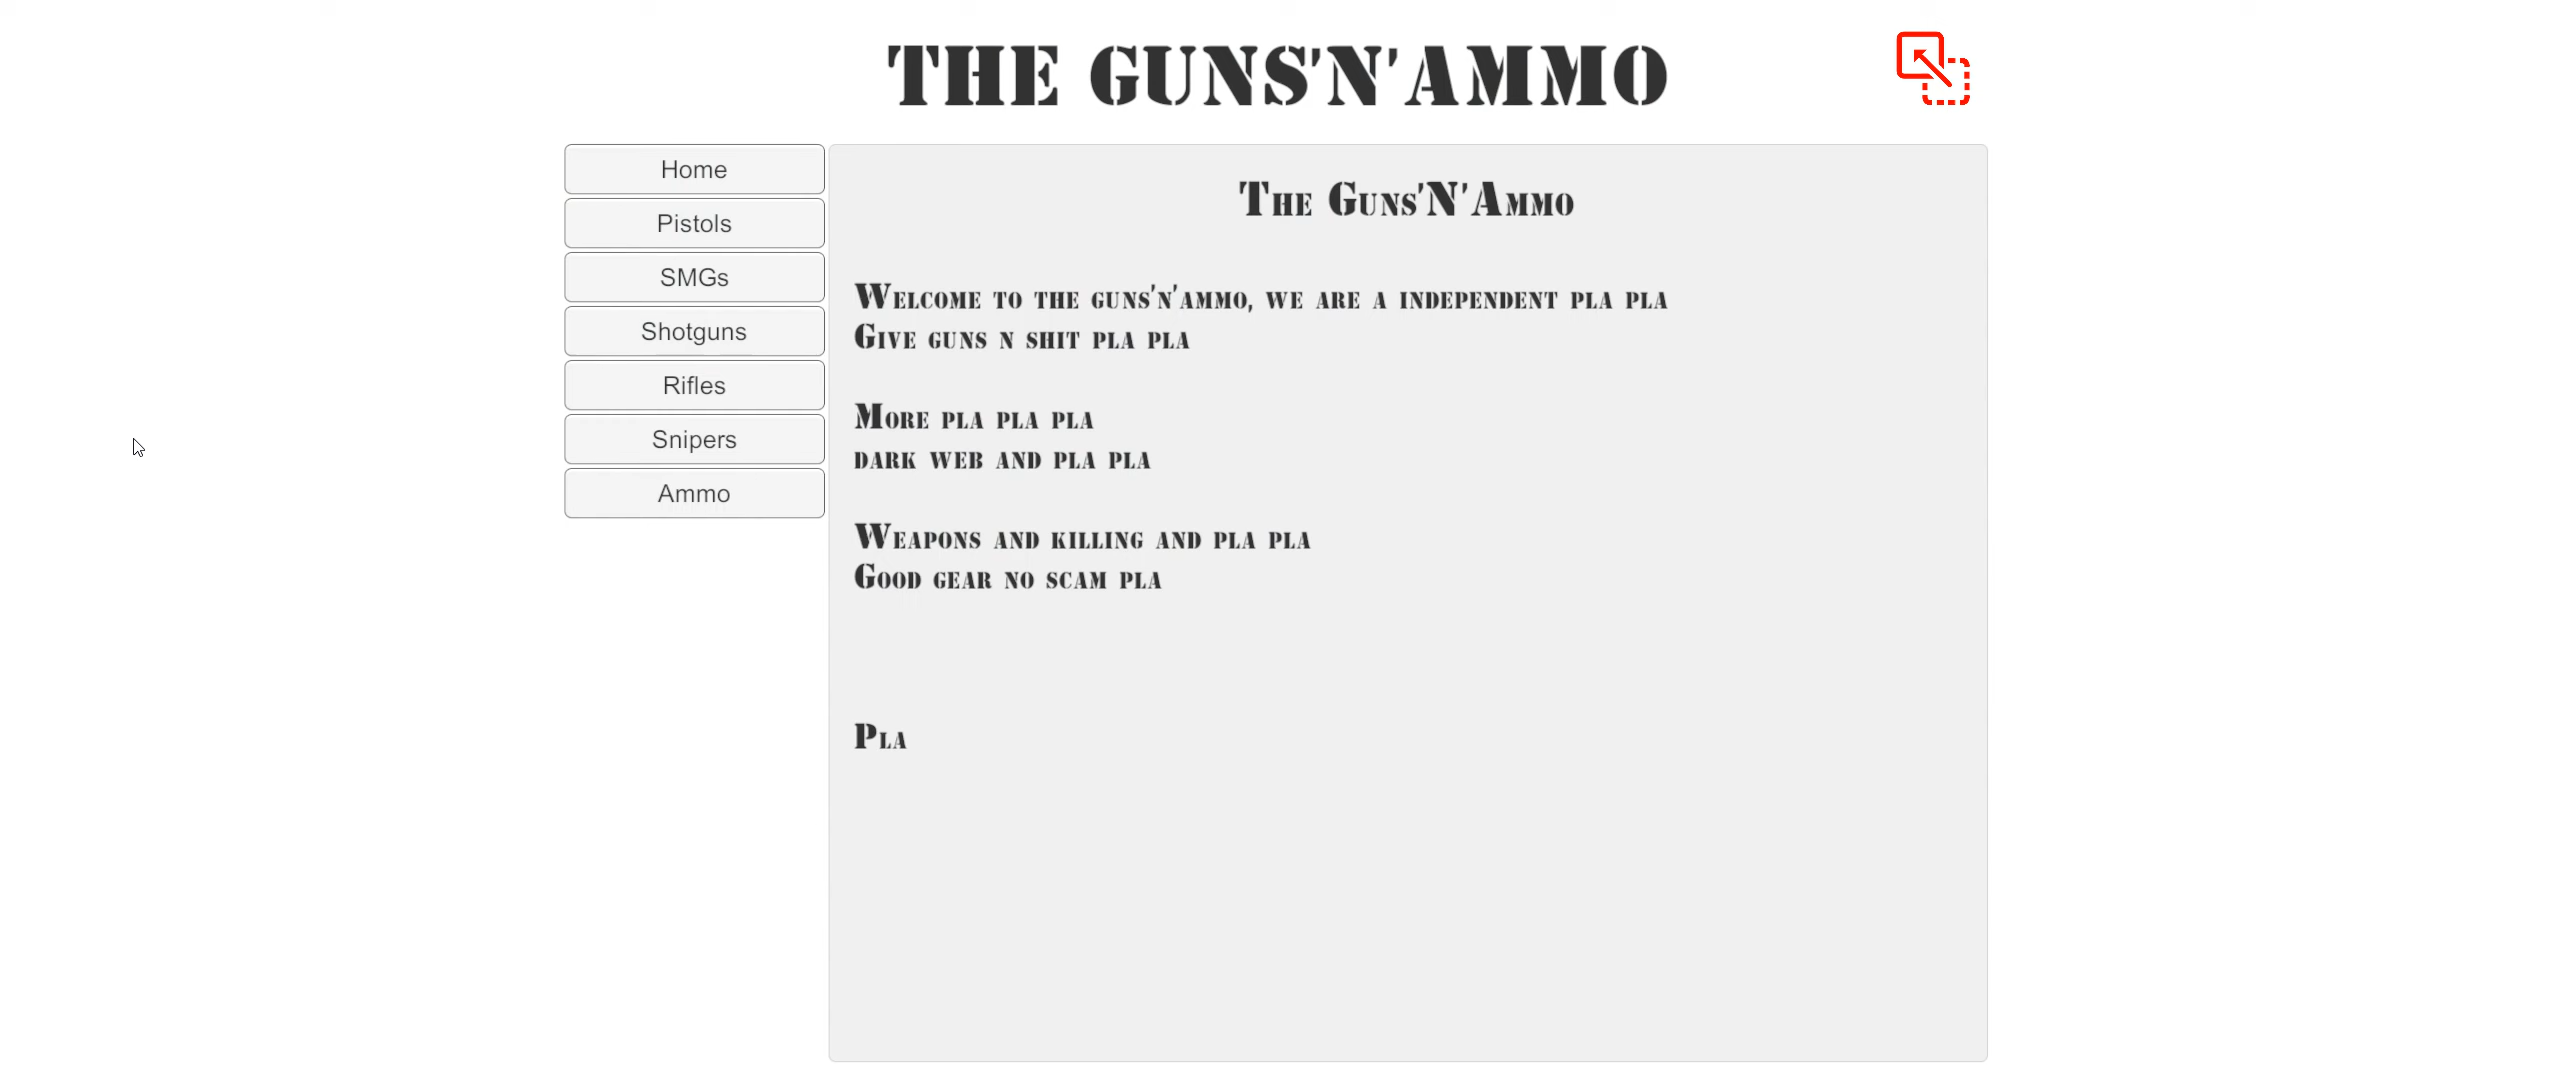 THE GUNS'N'AMMO
Home
Pistols
SMGs
Shotguns
Rifles
Snipers
Ammo
The Guns'N'Ammo
Welcome to the guns'n'ammo, we are a independent pla pla
Give guns n shit pla pla
More pla pla pla
dark web and pla pla
Weapons and killing and pla pla
Good gear no scam pla
Pla